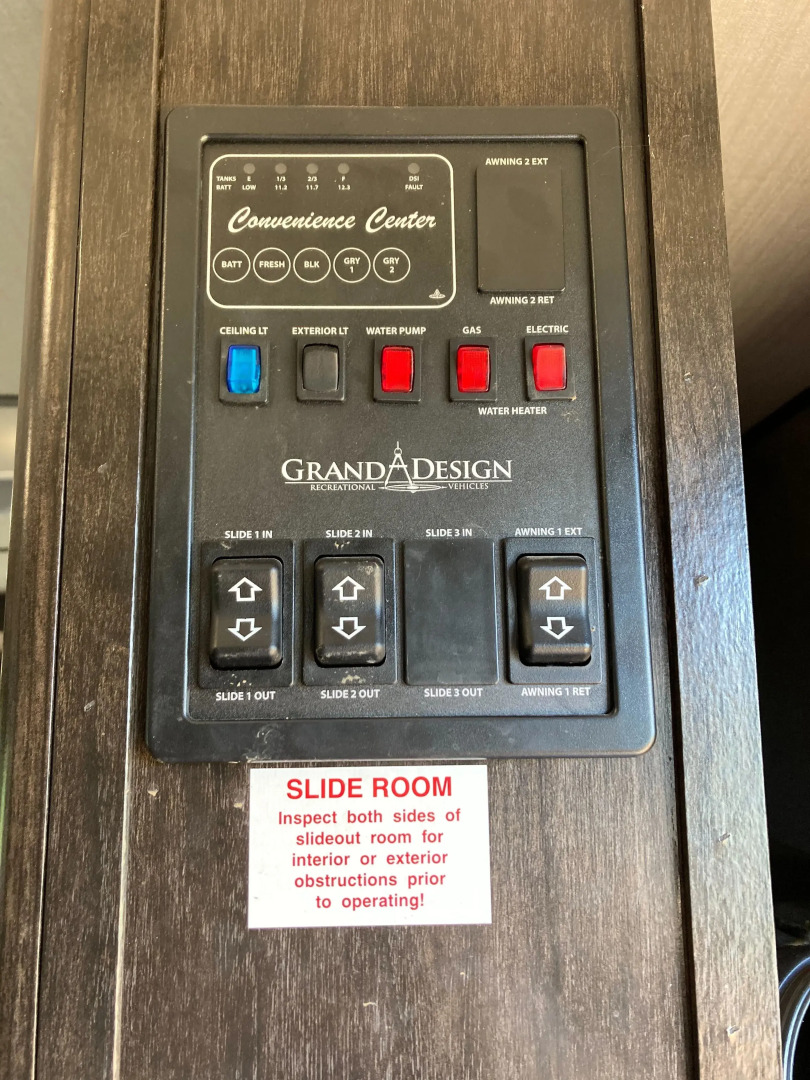 TANKS E 1/3 2/3 F DSI
BATT LOW 11.2 11.7 12.3 FAULT
Convenience Center
BATT FRESH BLK GRY 1 GRY 2
AWNING 2 EXT
AWNING 2 RET
CEILING LT EXTERIOR LT WATER PUMP GAS ELECTRIC
WATER HEATER
GRAND DESIGN
RECREATIONAL VEHICLES
SLIDE 1 IN SLIDE 2 IN SLIDE 3 IN AWNING 1 EXT
SLIDE 1 OUT SLIDE 2 OUT SLIDE 3 OUT AWNING 1 RET
SLIDE ROOM
Inspect both sides of
slideout room for
interior or exterior
obstructions prior
to operating!